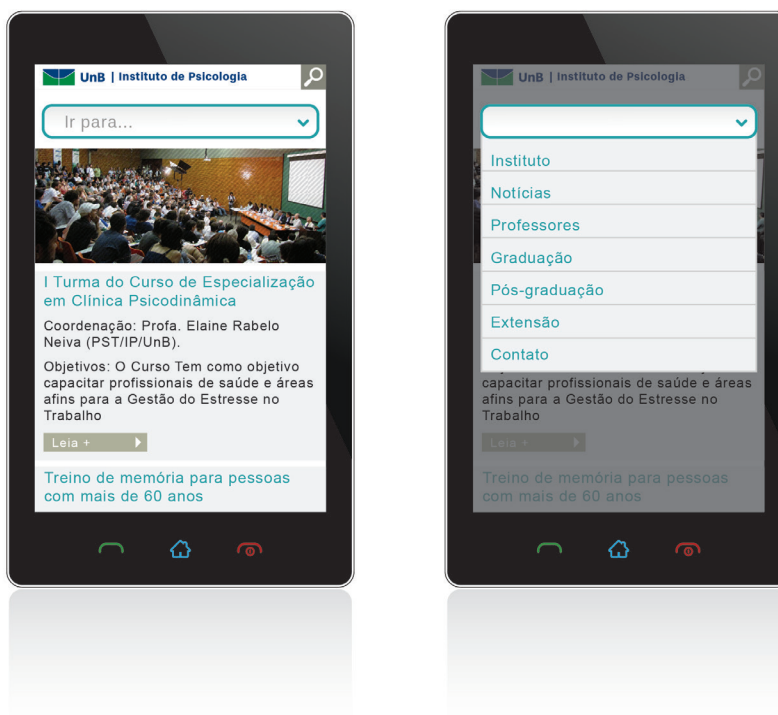 UnB | Instituto de Psicologia
Ir para...
I Turma do Curso de Especialização
em Clínica Psicodinâmica
Coordenação: Profa. Elaine Rabelo
Neiva (PST/IP/UnB).
Objetivos: O Curso Tem como objetivo
capacitar profissionais de saúde e áreas
afins para a Gestão do Estresse no
Trabalho
Leia +
Treino de memória para pessoas
com mais de 60 anos
UnB | Instituto de Psicologia
Instituto
Notícias
Professores
Graduação
Pós-graduação
Extensão
Contato
capacitar profissionais de saúde e áreas
afins para a Gestão do Estresse no
Trabalho
Leia +
Treino de memória para pessoas
com mais de 60 anos